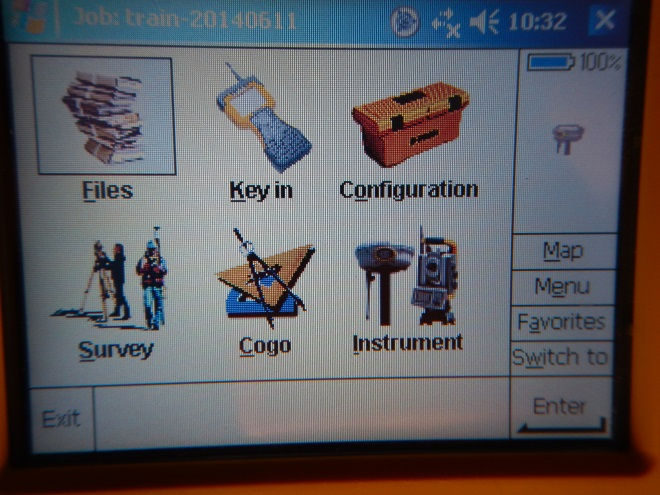 Job: train-20140611 10:32
100%
Files Key in Configuration
Map
Menu
Favorites
Survey Cogo Instrument
Switch to
Exit
Enter